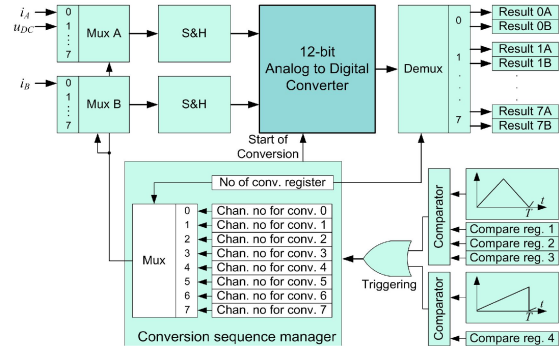 i_A
u_DC
0
1
7
Mux A
S&H
12-bit
Analog to Digital
Converter
Demux
0
1
7
Result 0A
Result 0B
Result 1A
Result 1B
Result 7A
Result 7B
i_B
0
1
7
Mux B
S&H
Start of
Conversion
No of conv. register
Mux
0 Chan. no for conv. 0
1 Chan. no for conv. 1
2 Chan. no for conv. 2
3 Chan. no for conv. 3
4 Chan. no for conv. 4
5 Chan. no for conv. 5
6 Chan. no for conv. 6
7 Chan. no for conv. 7
Conversion sequence manager
Triggering
Comparator
T
t
Compare reg. 1
Compare reg. 2
Compare reg. 3
Comparator
T
t
Compare reg. 4